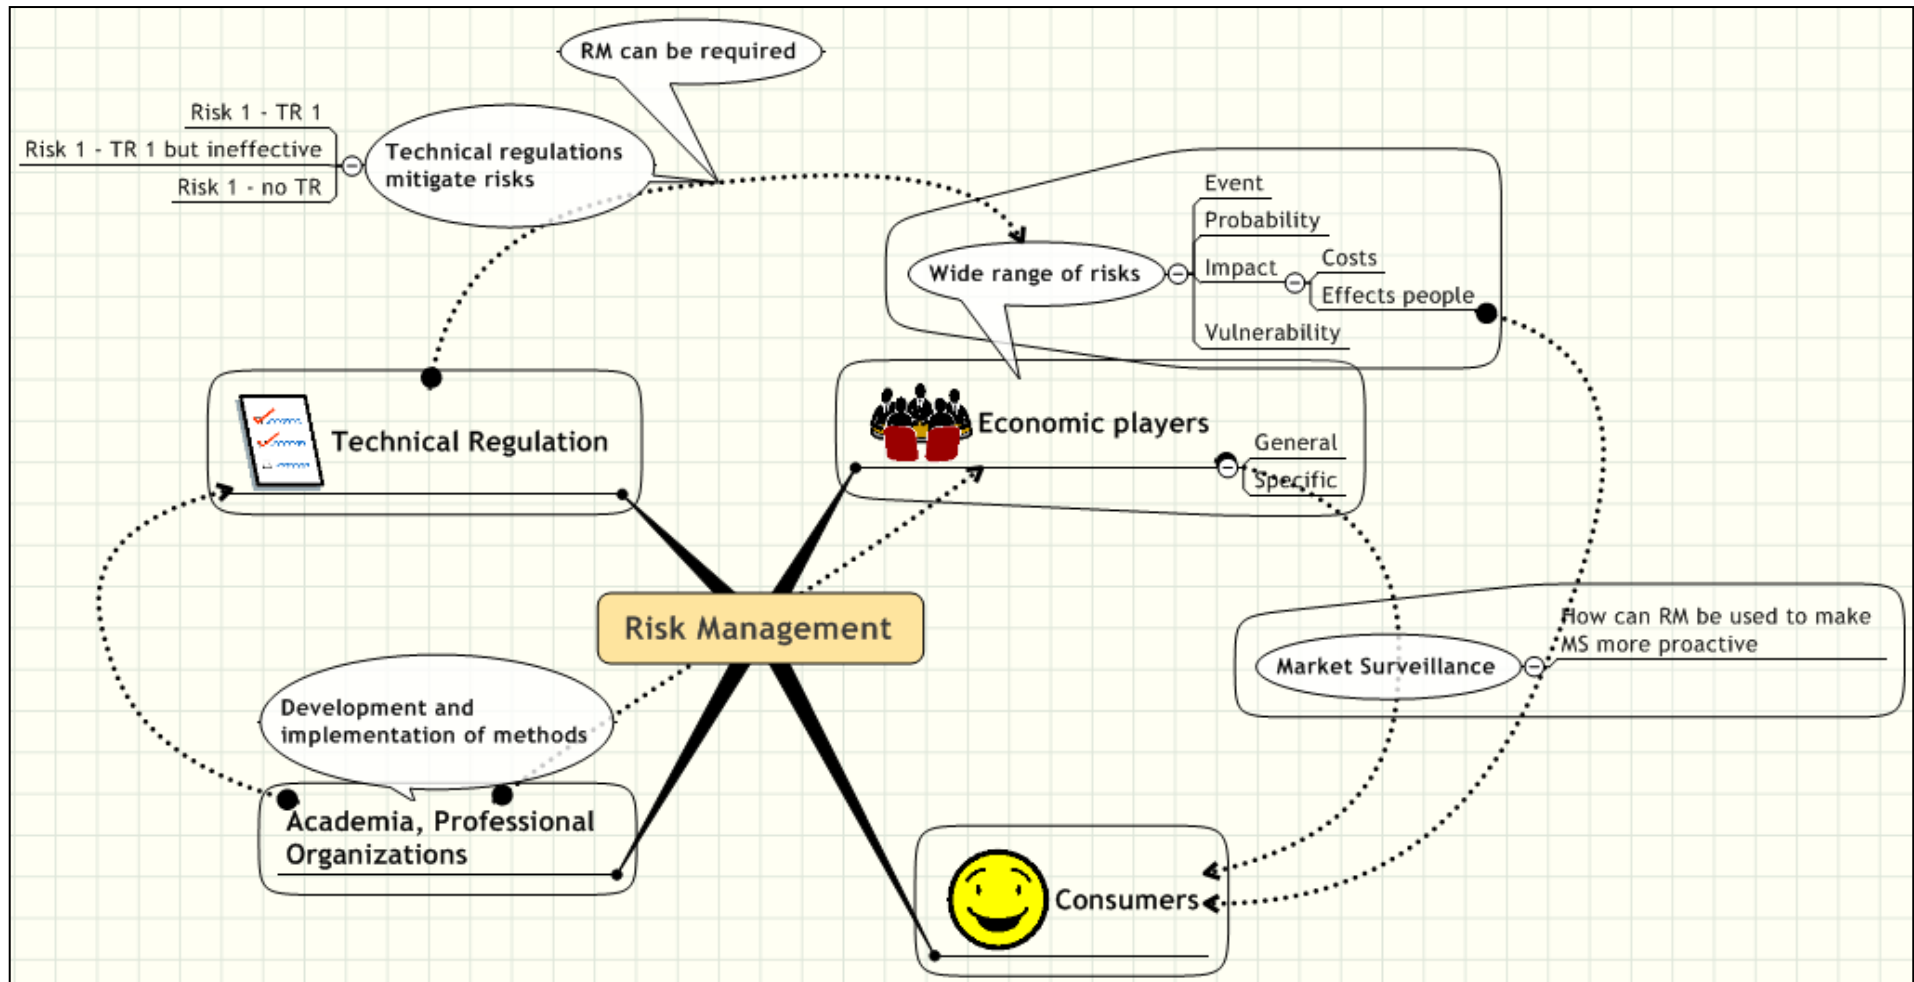 RM can be required
Risk 1 - TR 1
Risk 1 - TR 1 but ineffective
Risk 1 - no TR
Technical regulations
mitigate risks
Wide range of risks
Event
Probability
Impact
Costs
Effects people
Vulnerability
Technical Regulation
Economic players
General
Specific
Risk Management
How can RM be used to make
MS more proactive
Market Surveillance
Development and
implementation of methods
Academia, Professional
Organizations
Consumers